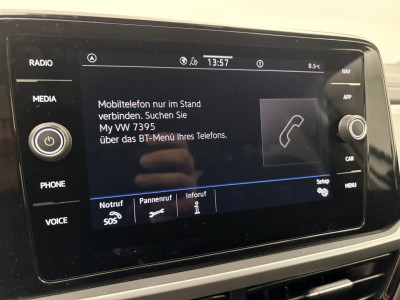 RADIO
MEDIA
PHONE
VOICE
13:57
8.5°C
Mobiltelefon nur im Stand
verbinden. Suchen Sie
My VW 7395
über das BT-Menü Ihres Telefons.
Notruf
SOS
Pannenruf
Inforuf
Setup
NAV
APP
CAR
MENU